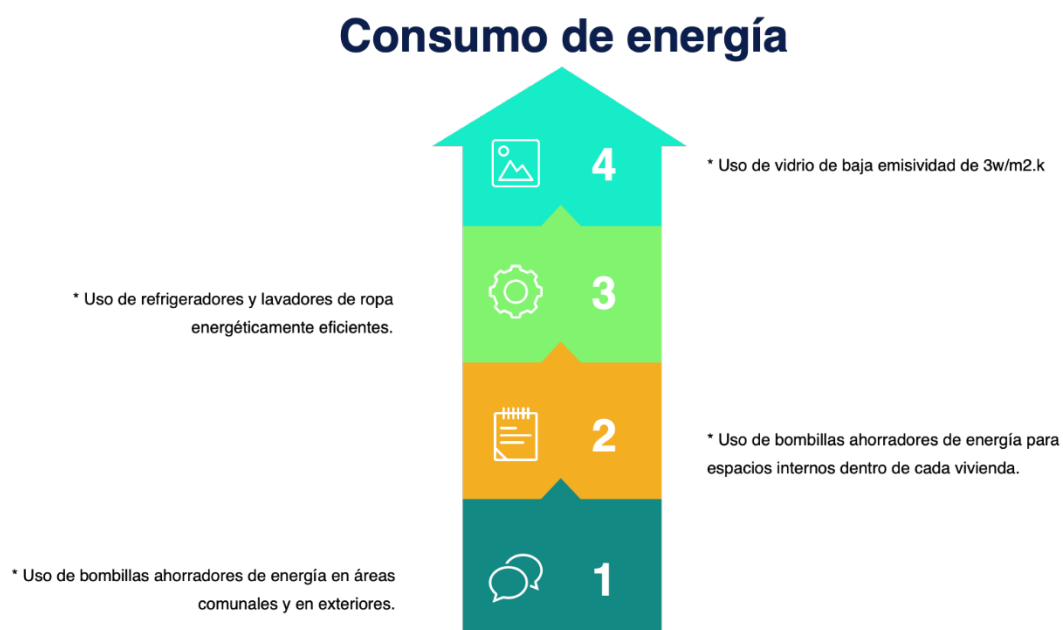 Consumo de energía
4
* Uso de vidrio de baja emisividad de 3w/m2.k
3
* Uso de refrigeradores y lavadores de ropa
energéticamente eficientes.
2
* Uso de bombillas ahorradores de energía para
espacios internos dentro de cada vivienda.
1
* Uso de bombillas ahorradores de energía en áreas
comunales y en exteriores.